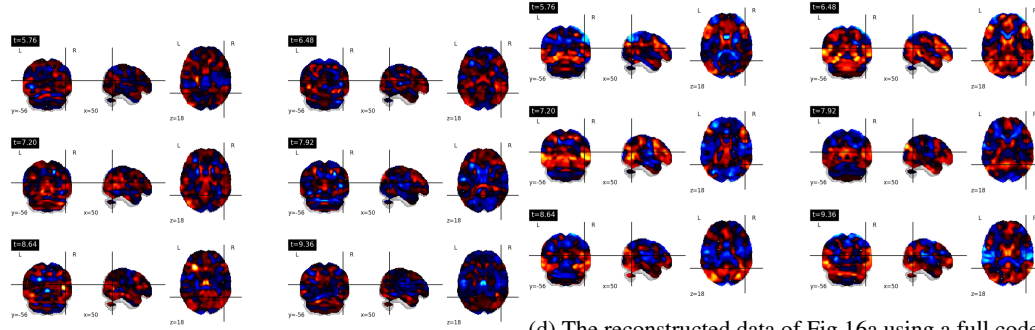 t=5.76
L
R
y=-56
x=50
z=18
t=6.48
L
R
y=-56
x=50
z=18
t=7.20
L
R
y=-56
x=50
z=18
t=7.92
L
R
y=-56
x=50
z=18
t=8.64
L
R
y=-56
x=50
z=18
t=9.36
L
R
y=-56
x=50
z=18
t=5.76
L
R
y=-56
x=50
z=18
t=6.48
L
R
y=-56
x=50
z=18
t=7.20
L
R
y=-56
x=50
z=18
t=7.92
L
R
y=-56
x=50
z=18
t=8.64
L
R
y=-56
x=50
z=18
t=9.36
L
R
y=-56
x=50
z=18
(d) The reconstructed data of Fig 16a using a full code